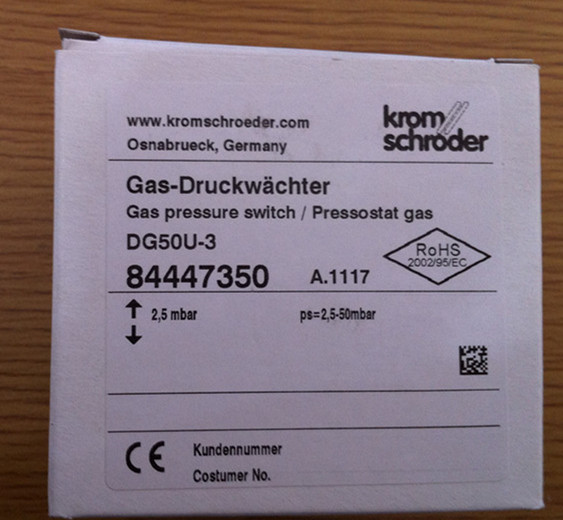 www.kromschroeder.com
Osnabrueck, Germany
krom
schröder
Gas-Druckwächter
Gas pressure switch / Pressostat gas
DG50U-3
84447350 A.1117
RoHS
2002/95/EC
2,5 mbar ps=2,5-50mbar
CE Kundennummer
Costumer No.